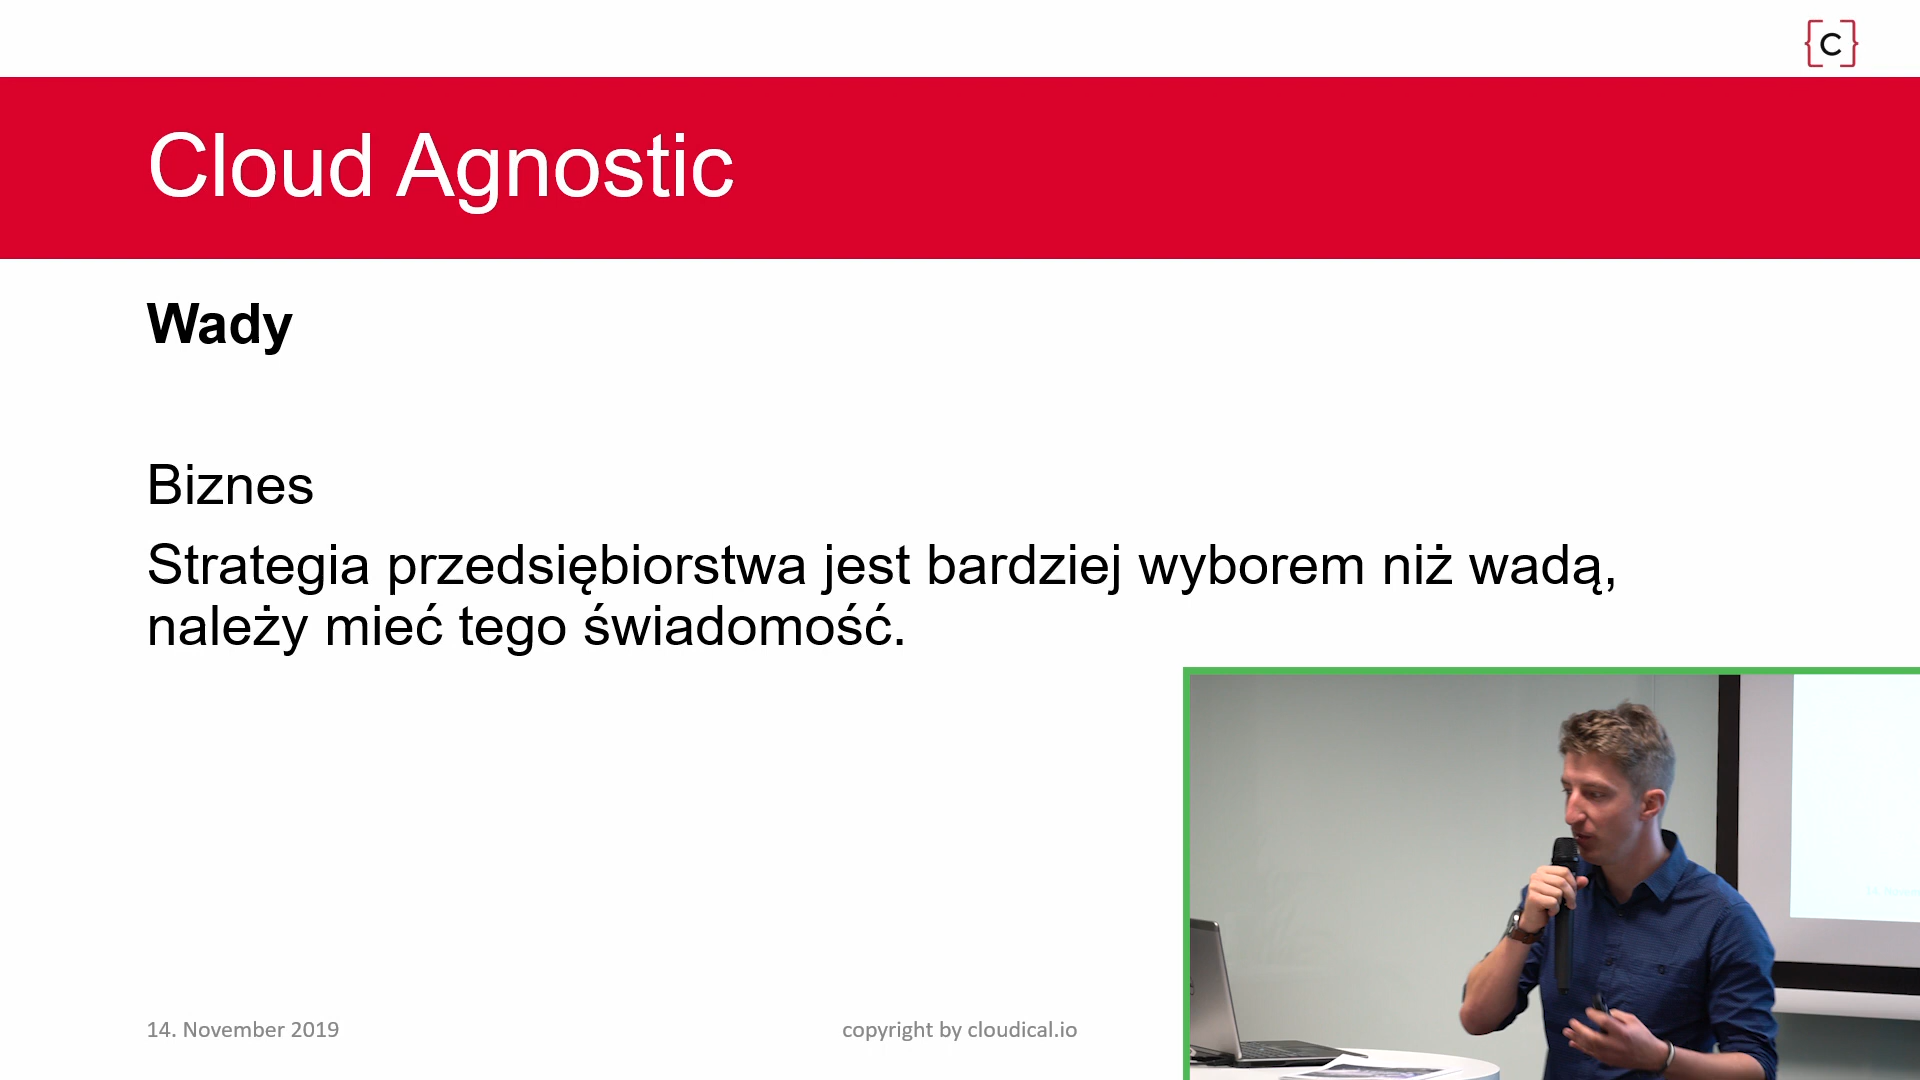 {C}
Cloud Agnostic
Wady
Biznes
Strategia przedsiębiorstwa jest bardziej wyborem niż wadą,
należy mieć tego świadomość.
14. November 2019
copyright by cloudical.io